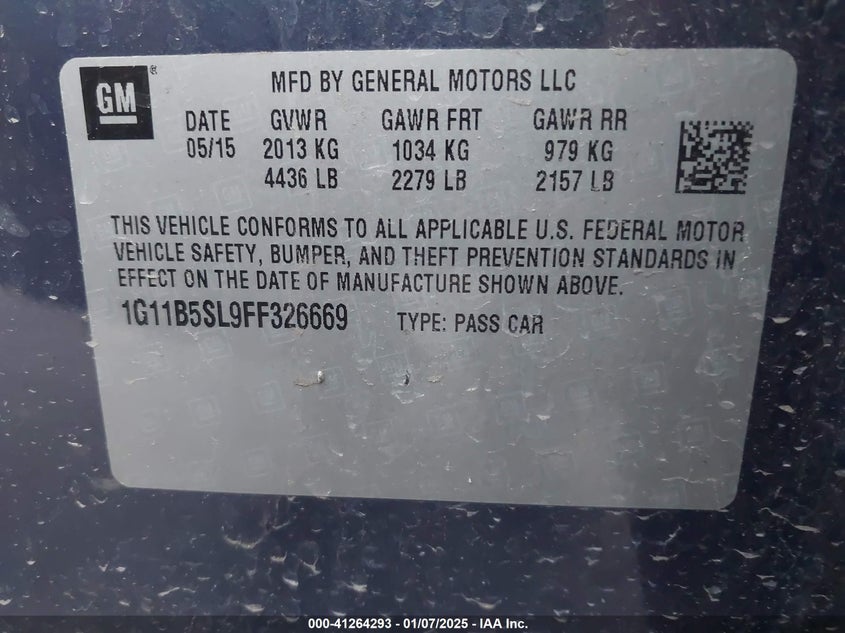 GM ®
MFD BY GENERAL MOTORS LLC
DATE GVWR GAWR FRT GAWR RR
05/15 2013 KG 1034 KG 979 KG
4436 LB 2279 LB 2157 LB
THIS VEHICLE CONFORMS TO ALL APPLICABLE U.S. FEDERAL MOTOR
VEHICLE SAFETY, BUMPER, AND THEFT PREVENTION STANDARDS IN
EFFECT ON THE DATE OF MANUFACTURE SHOWN ABOVE.
1G11B5SL9FF326669 TYPE: PASS CAR
000-41264293 - 01/07/2025 - IAA Inc.